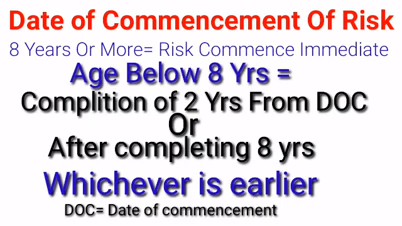 Date of Commencement Of Risk
8 Years Or More= Risk Commence Immediate
Age Below 8 Yrs =
Complition of 2 Yrs From DOC
Or
After completing 8 yrs
Whichever is earlier
DOC= Date of commencement